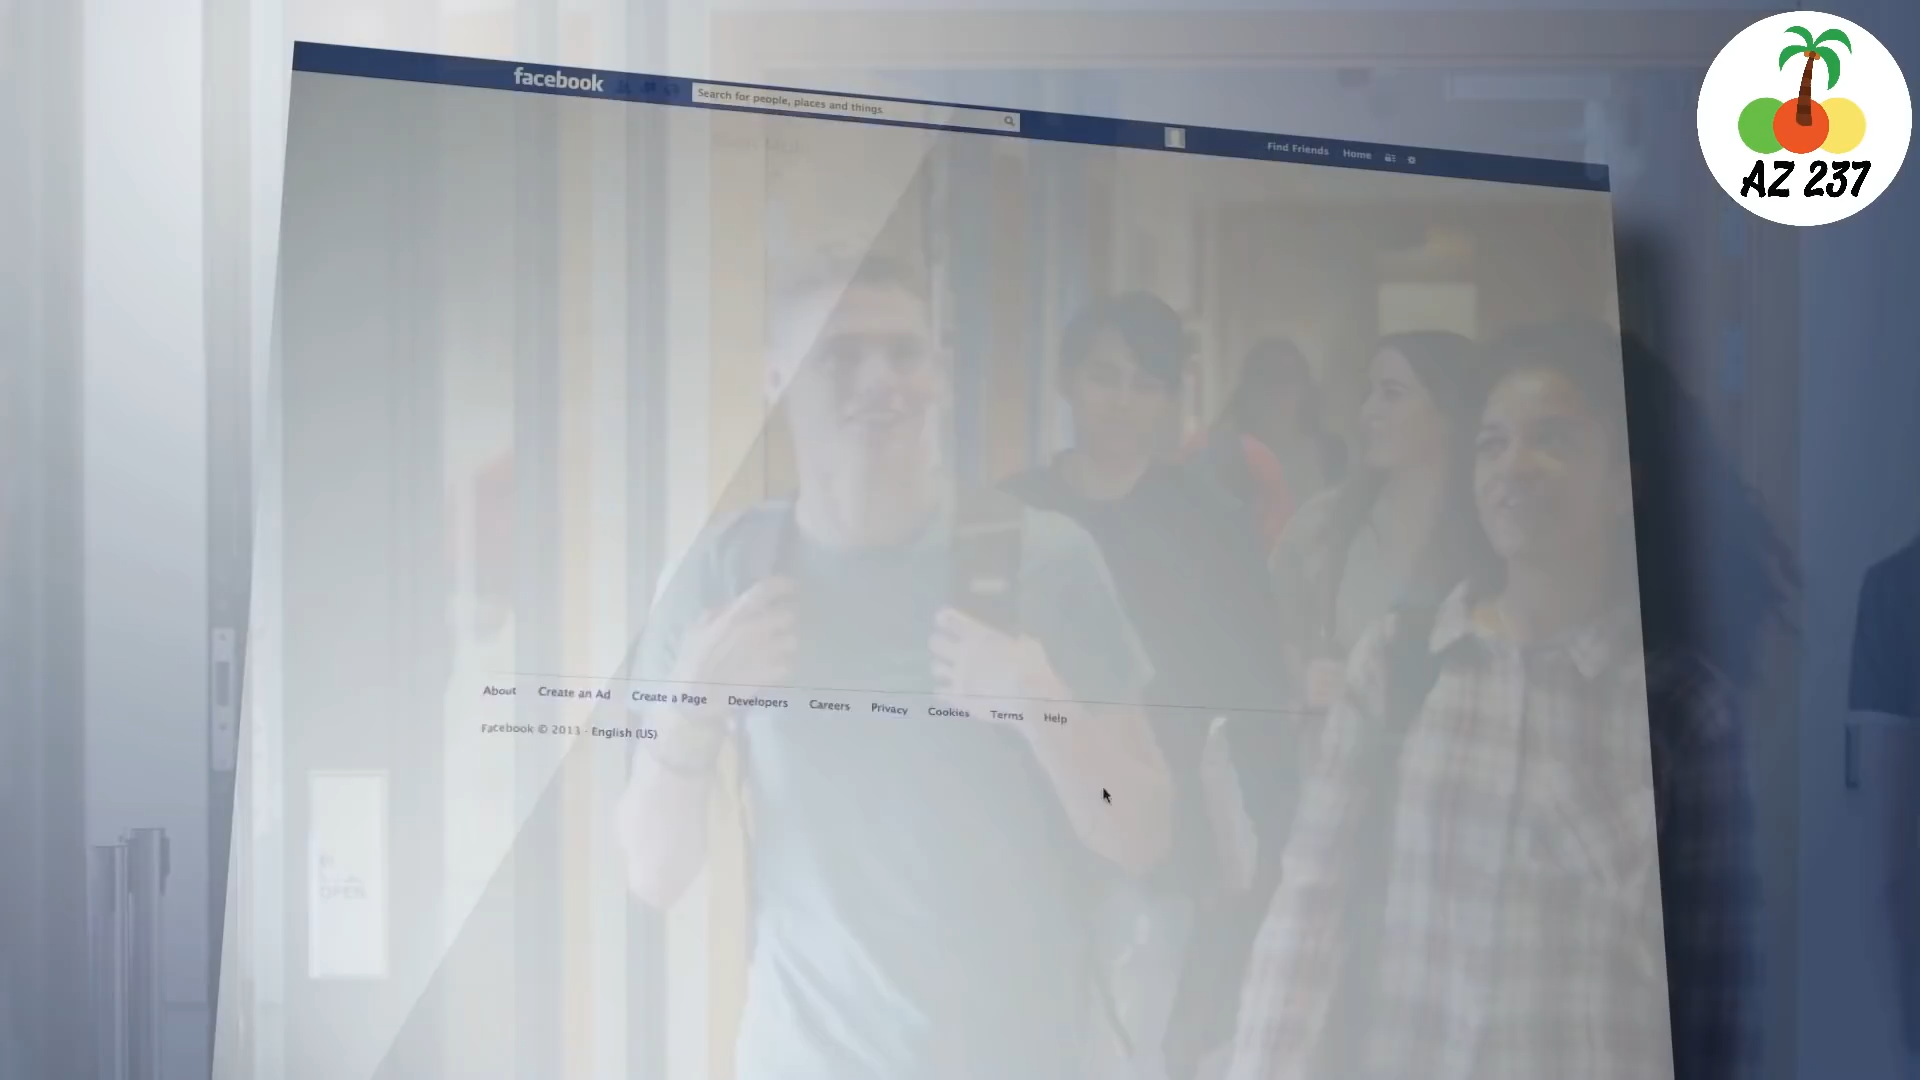 facebook
Search for people, places and things
Find Friends Home
AZ 237
About Create an Ad Create a Page Developers Careers Privacy Cookies Terms Help
Facebook © 2013 · English (US)
OPEN